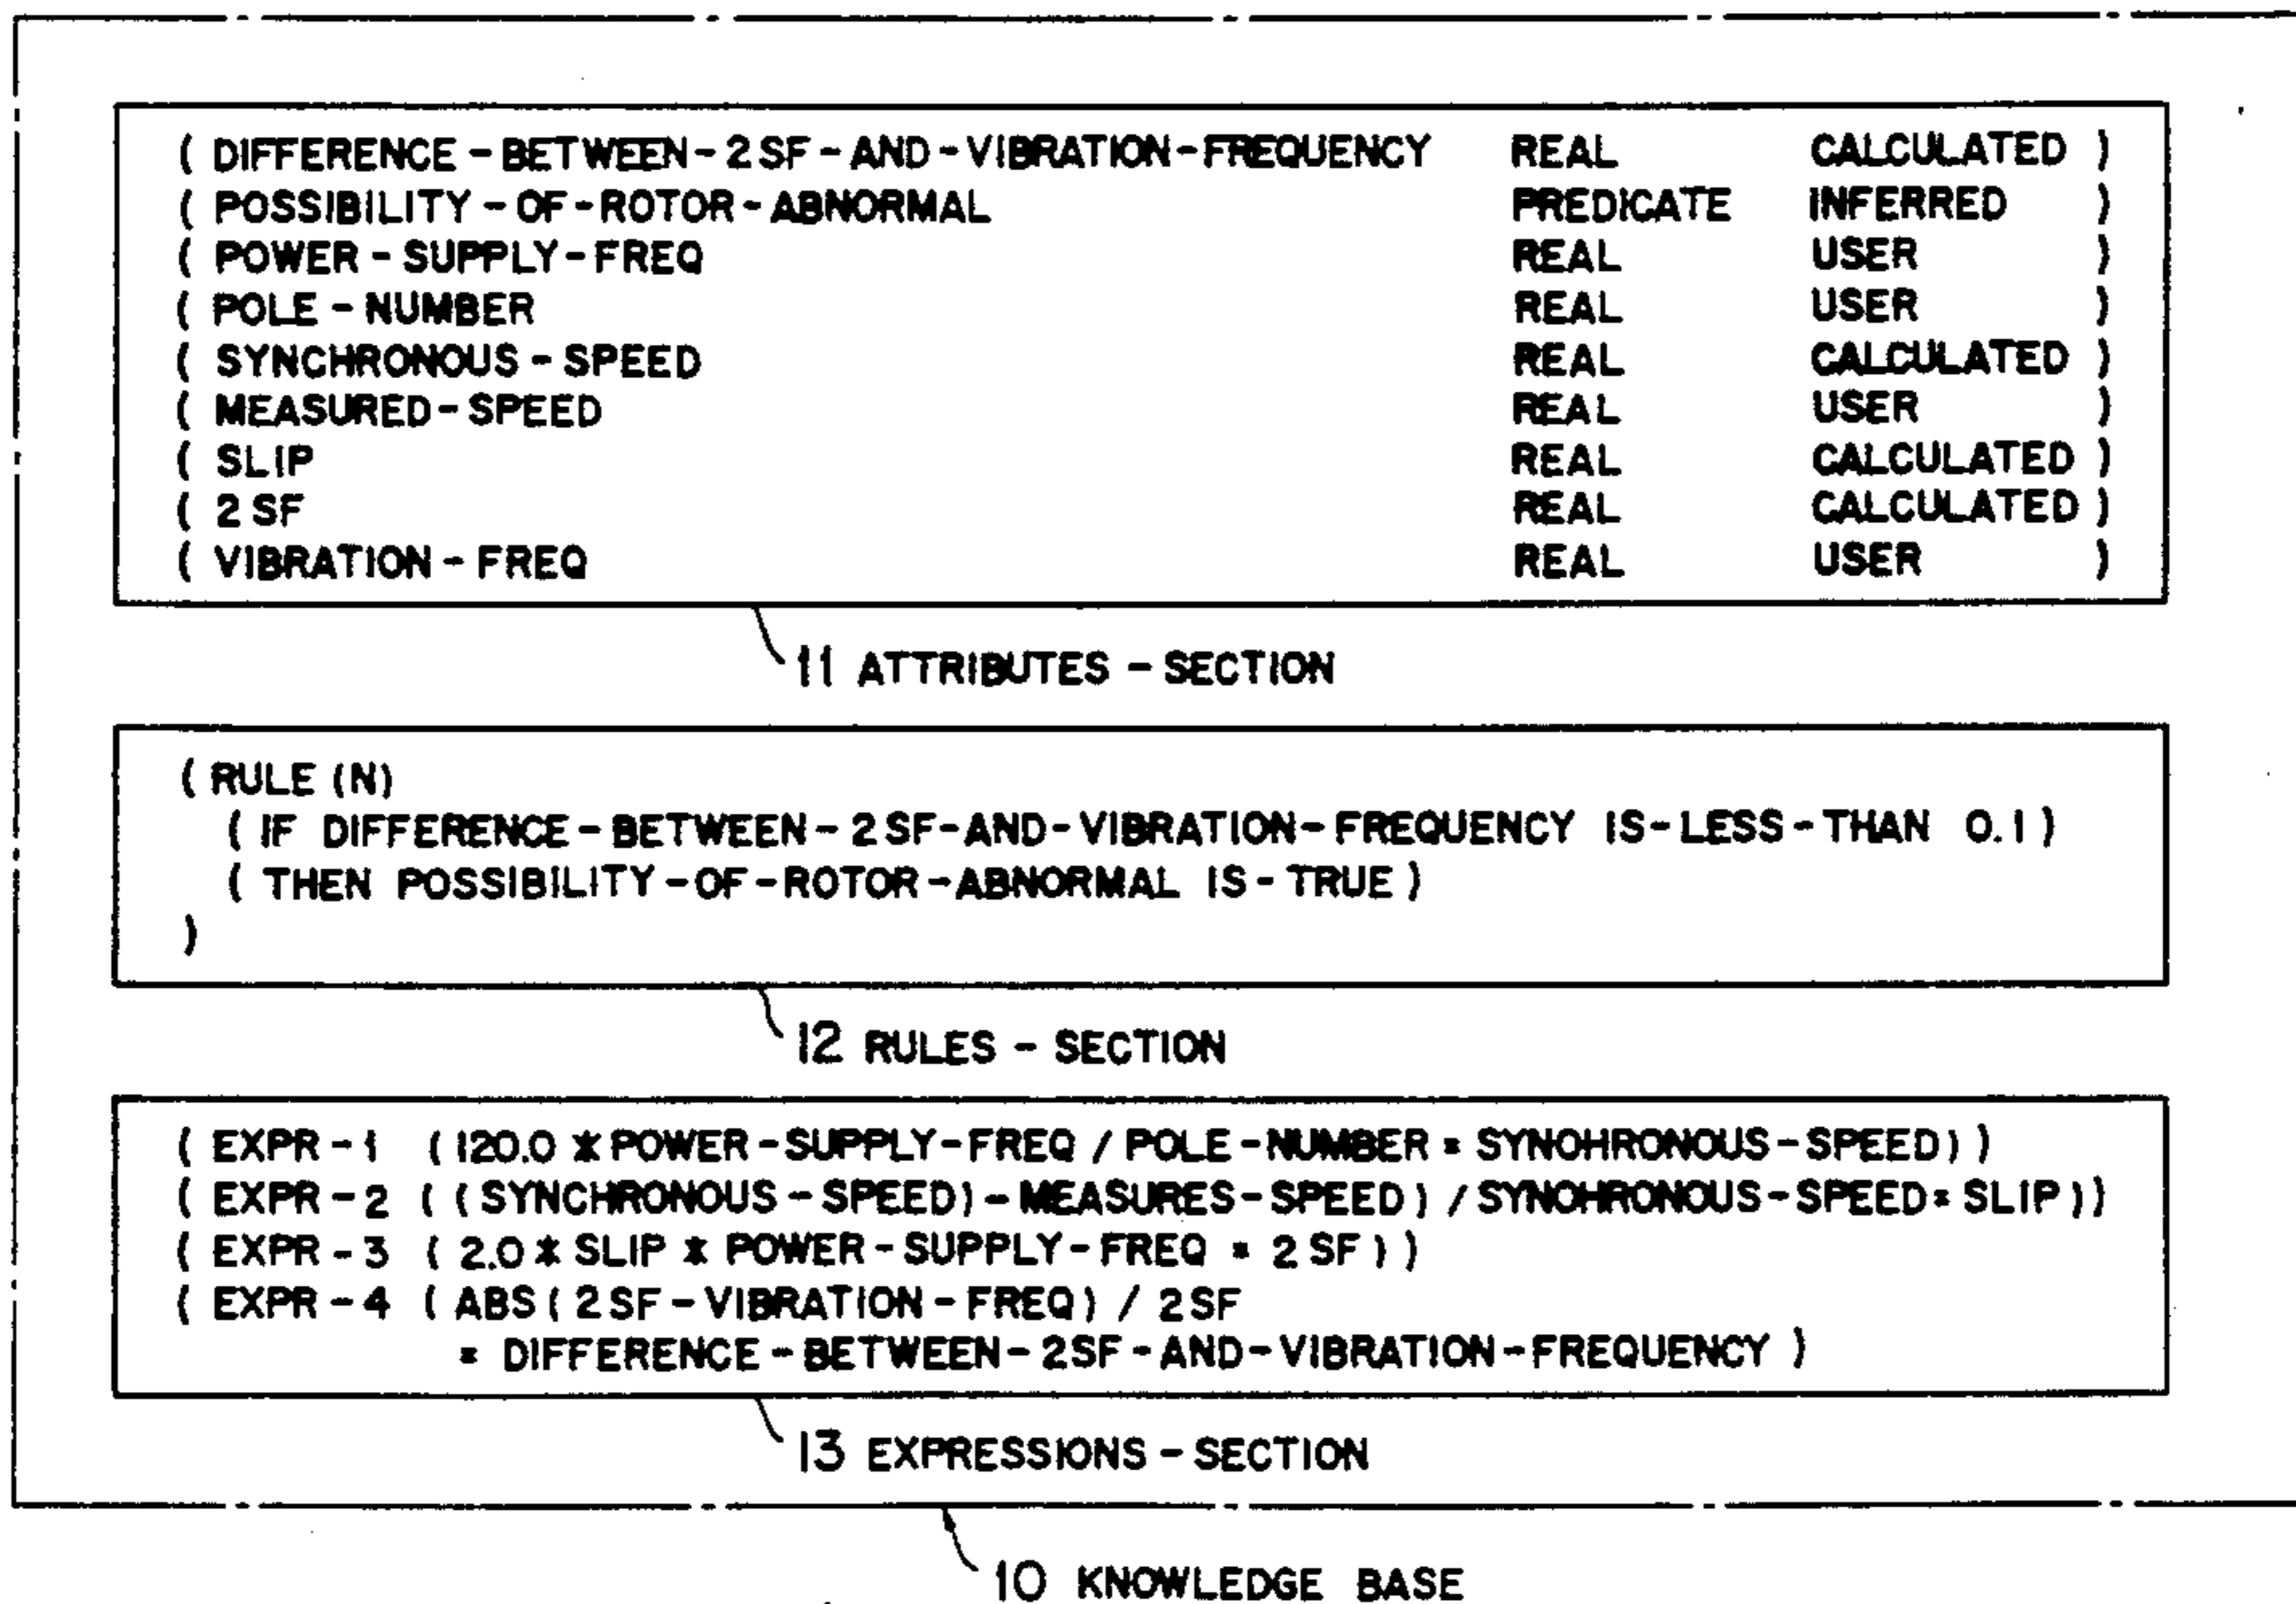 ( DIFFERENCE-BETWEEN-2SF-AND-VIBRATION-FREQUENCY REAL CALCULATED )
( POSSIBILITY-OF-ROTOR-ABNORMAL PREDICATE INFERRED )
( POWER-SUPPLY-FREQ REAL USER )
( POLE-NUMBER REAL USER )
( SYNCHRONOUS-SPEED REAL CALCULATED )
( MEASURED-SPEED REAL USER )
( SLIP REAL CALCULATED )
( 2SF REAL CALCULATED )
( VIBRATION-FREQ REAL USER )
11 ATTRIBUTES-SECTION
( RULE (N)
( IF DIFFERENCE-BETWEEN-2SF-AND-VIBRATION-FREQUENCY IS-LESS-THAN 0.1 )
( THEN POSSIBILITY-OF-ROTOR-ABNORMAL IS-TRUE )
)
12 RULES-SECTION
( EXPR-1 (120.0 * POWER-SUPPLY-FREQ / POLE-NUMBER = SYNOHRONOUS-SPEED) )
( EXPR-2 ( (SYNCHRONOUS-SPEED)-MEASURES-SPEED) / SYNOHRONOUS-SPEED = SLIP ) )
( EXPR-3 ( 2.0 * SLIP * POWER-SUPPLY-FREQ = 2SF ) )
( EXPR-4 ( ABS ( 2SF-VIBRATION-FREQ ) / 2SF
= DIFFERENCE-BETWEEN-2SF-AND-VIBRATION-FREQUENCY )
13 EXPRESSIONS-SECTION
10 KNOWLEDGE BASE